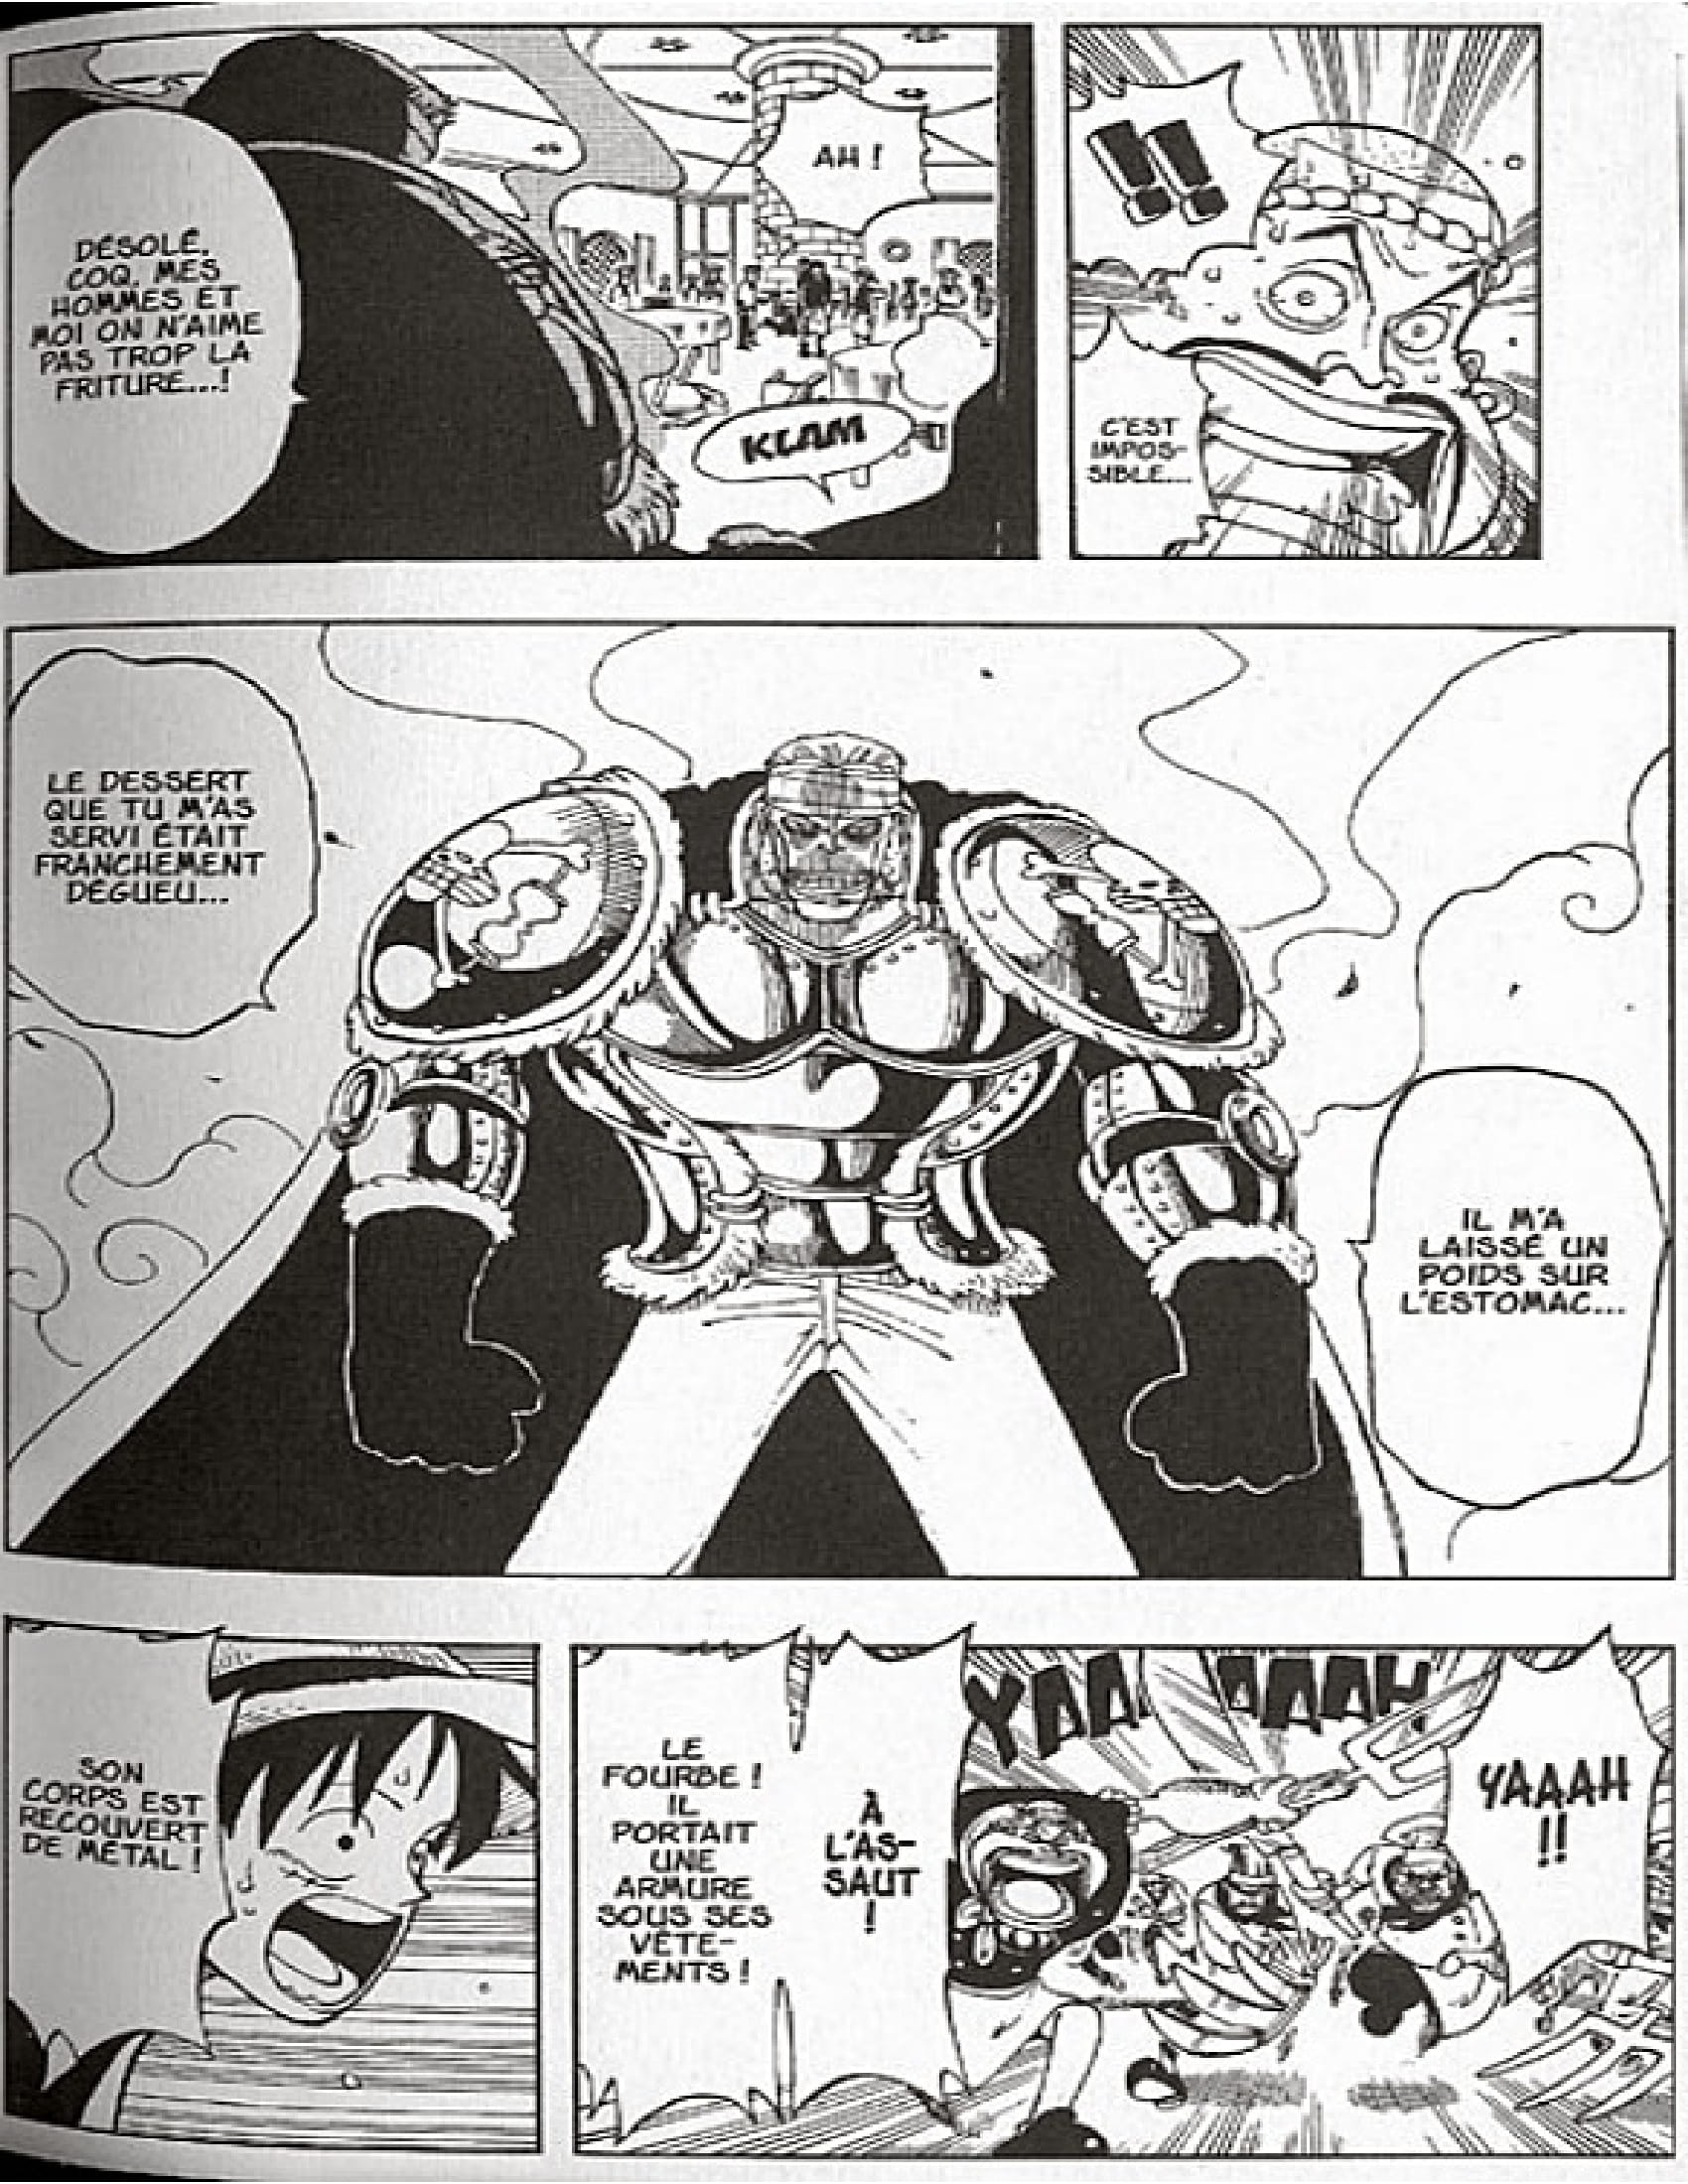 !!
C'EST
IMPOS-
SIBLE...
AH !
KLAM
DÉSOLÉ,
COQ. MES
HOMMES ET
MOI ON N'AIME
PAS TROP LA
FRITURE...!
IL M'A
LAISSÉ UN
POIDS SUR
L'ESTOMAC...
LE DESSERT
QUE TU M'AS
SERVI ÉTAIT
FRANCHEMENT
DÉGUEU...
YAAAH
!!
YAAAAAAH
À
L'AS-
SAUT
!
LE
FOURBE !
IL
PORTAIT
UNE
ARMURE
SOUS SES
VÊTE-
MENTS !
SON
CORPS EST
RECOUVERT
DE MÉTAL !